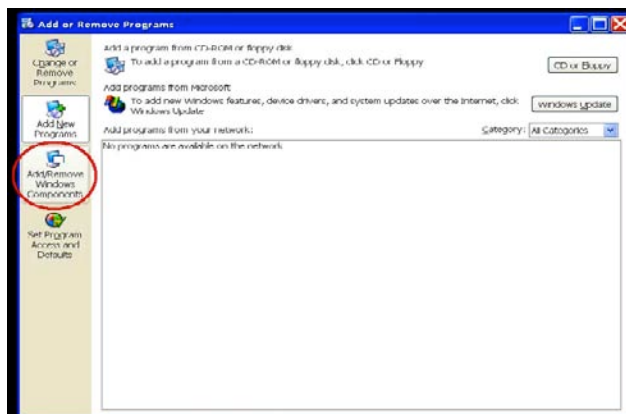 Add or Remove Programs
Change or
Remove
Programs
Add New
Programs
Add/Remove
Windows
Components
Set Program
Access and
Defaults
Add a program from CD-ROM or floppy disk
To add a program from a CD-ROM or floppy disk, click CD or Floppy
CD or Floppy
Add programs from Microsoft
To add new Windows features, device drivers, and system updates over the Internet, click
Windows Update
Windows Update
Add programs from your network:
Category: All Categories
No programs are available on the network